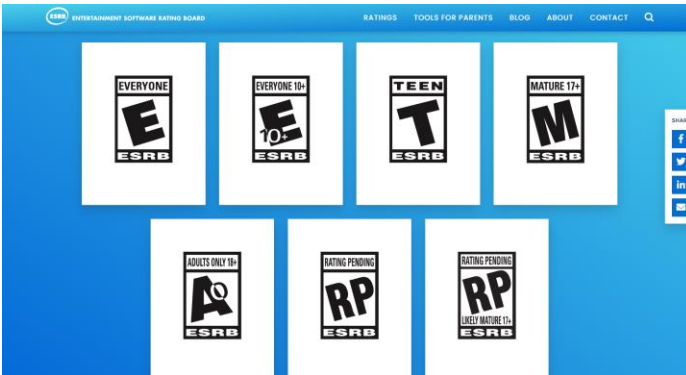 ESRB ENTERTAINMENT SOFTWARE RATING BOARD RATINGS TOOLS FOR PARENTS BLOG ABOUT CONTACT
EVERYONE
E
ESRB
EVERYONE 10+
E
10+
ESRB
TEEN
T
ESRB
MATURE 17+
M
ESRB
SHAR
f
in
ADULTS ONLY 18+
AO
ESRB
RATING PENDING
RP
ESRB
RATING PENDING
RP
LIKELY MATURE 17+
ESRB